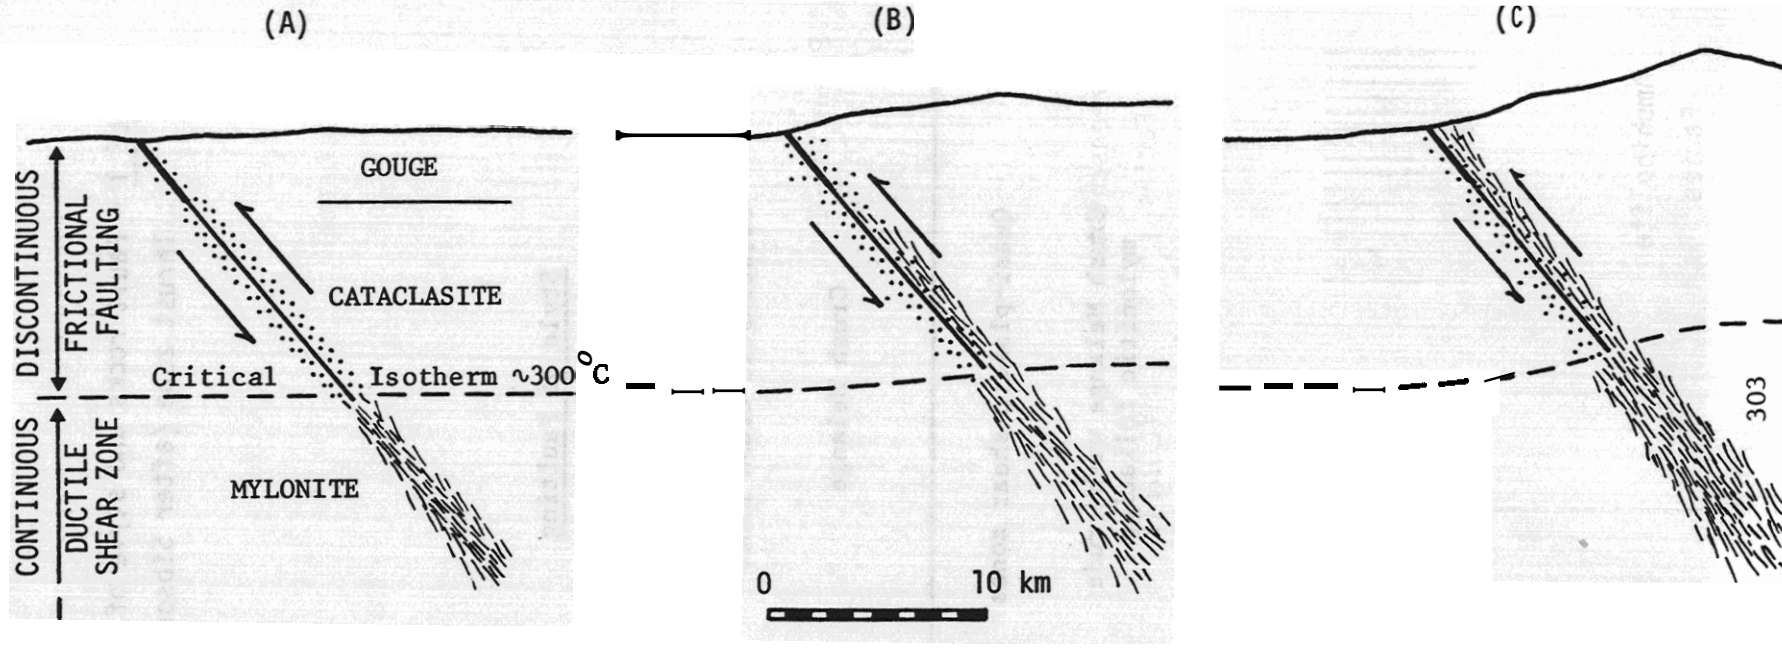 (A)
(B)
(C)
GOUGE
CATACLASITE
Critical
Isotherm ~300°C
MYLONITE
DISCONTINUOUS
FRICTIONAL
FAULTING
CONTINUOUS
DUCTILE
SHEAR ZONE
0
10 km
303